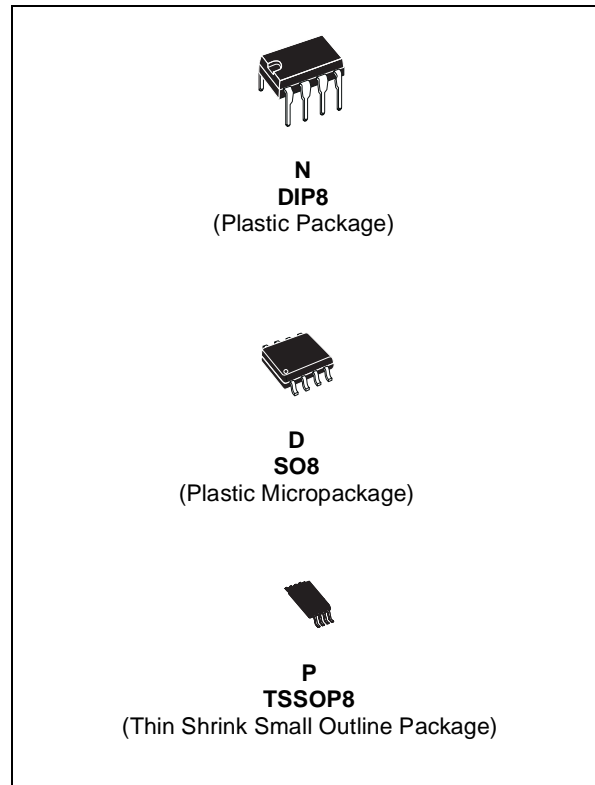 N
DIP8
(Plastic Package)
D
SO8
(Plastic Micropackage)
P
TSSOP8
(Thin Shrink Small Outline Package)